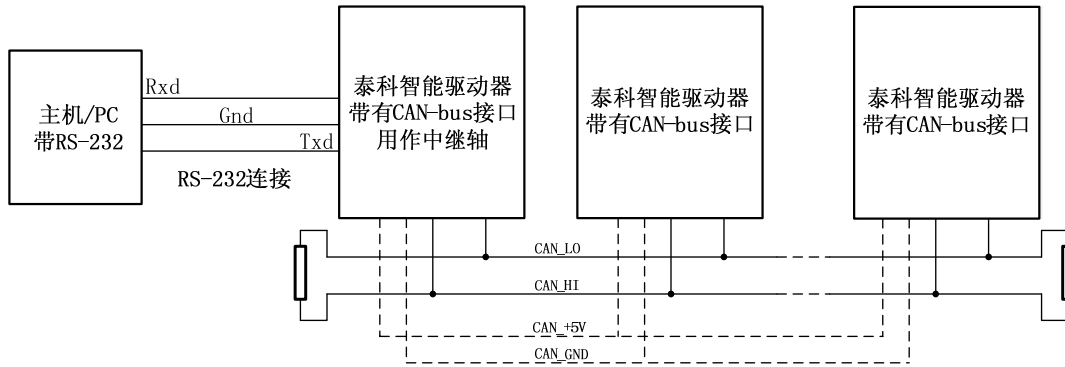 主机/PC
带RS-232
Rxd
Gnd
Txd
RS-232连接
泰科智能驱动器
带有CAN-bus接口
用作中继轴
泰科智能驱动器
带有CAN-bus接口
泰科智能驱动器
带有CAN-bus接口
CAN_LO
CAN_HI
CAN_+5V
CAN_GND